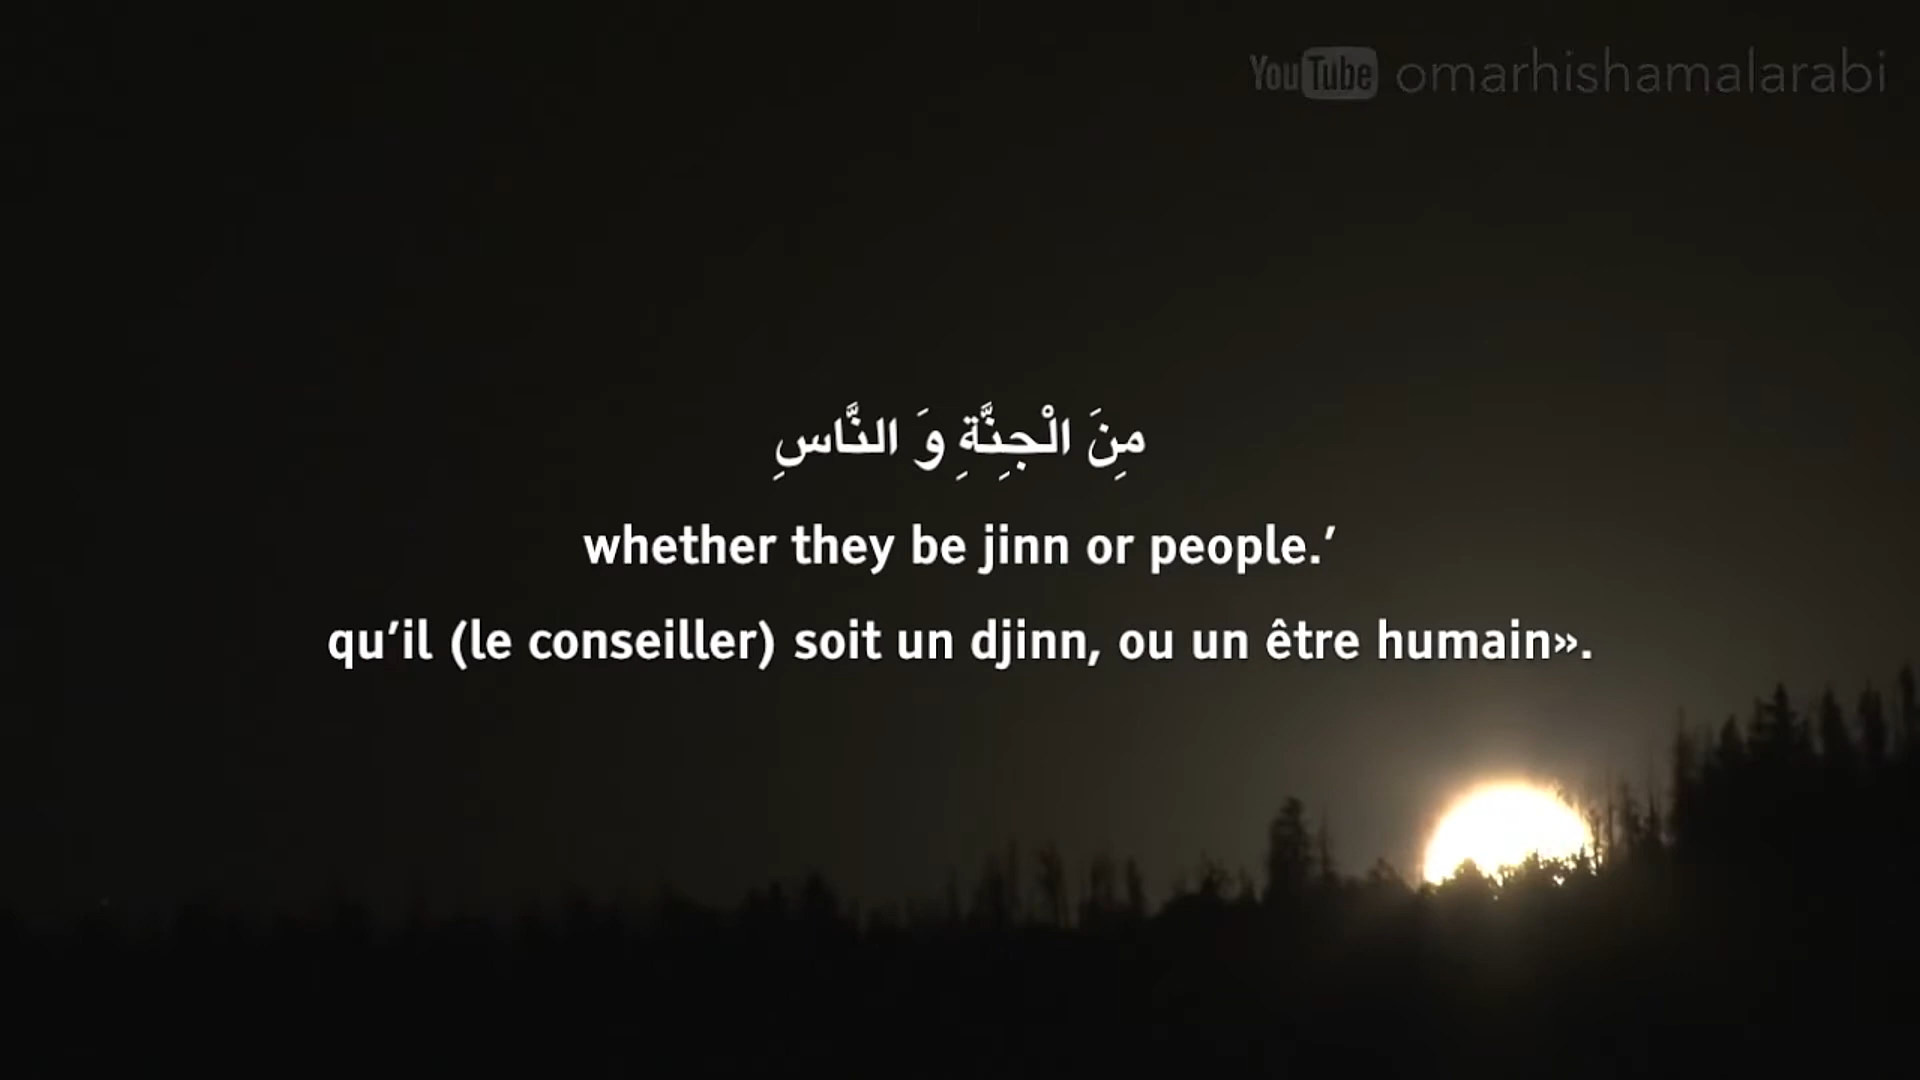 YouTube omarhishamalarabi
مِنَ الْجِنَّةِ وَ النَّاسِ
whether they be jinn or people.’
qu’il (le conseiller) soit un djinn, ou un être humain».